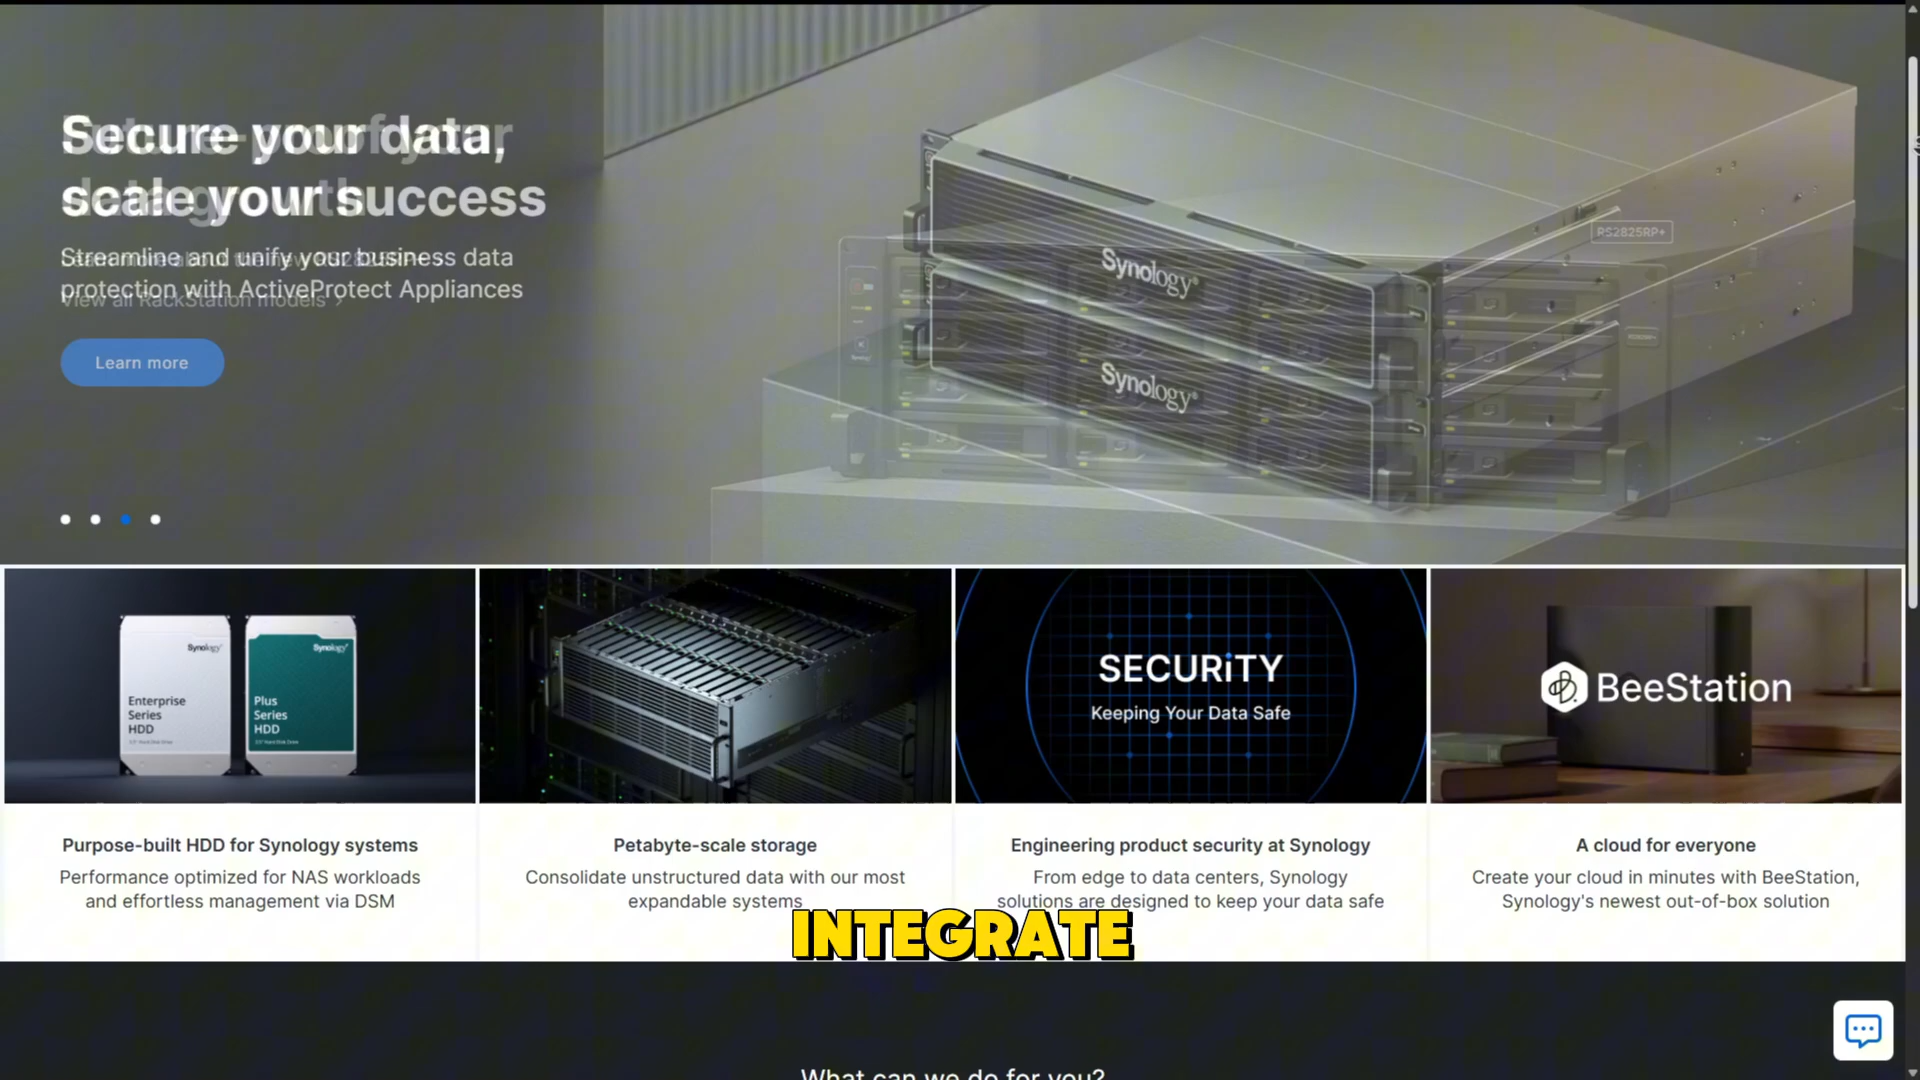 Secure your data,
scale your success
Streamline and unify your business data
protection with ActiveProtect Appliances
View all RackStation models >
Learn more
RS2825RP+
Synology
Synology
Synology
Enterprise
Series
HDD
Synology
Plus
Series
HDD
SECURiTY
Keeping Your Data Safe
BeeStation
Purpose-built HDD for Synology systems
Performance optimized for NAS workloads
and effortless management via DSM
Petabyte-scale storage
Consolidate unstructured data with our most
expandable systems
Engineering product security at Synology
From edge to data centers, Synology
solutions are designed to keep your data safe
A cloud for everyone
Create your cloud in minutes with BeeStation,
Synology's newest out-of-box solution
INTEGRATE
What can we do for you?